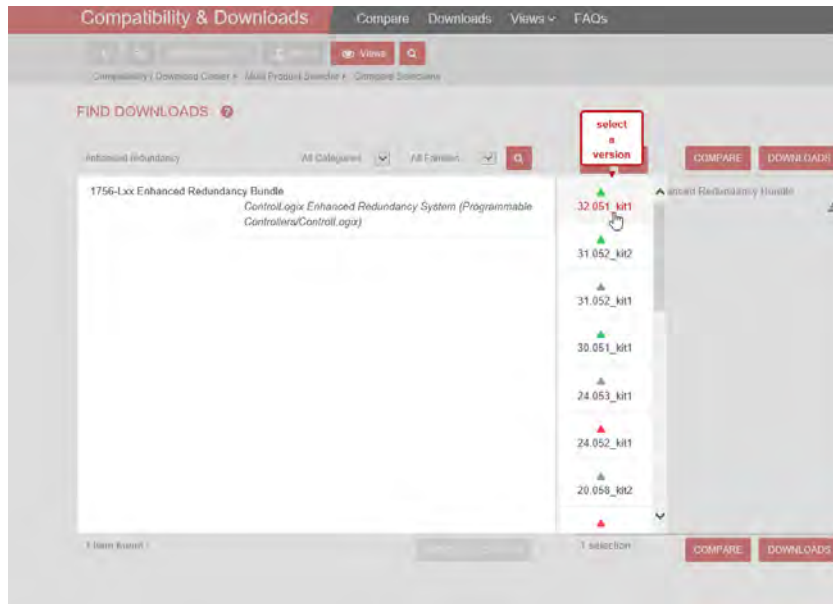 Compatibility & Downloads
Compare Downloads Views FAQs
Views
Compatibility / Download Center Multi Product Selector Compare Selections
FIND DOWNLOADS
select
a
version
Enhanced Redundancy All Categories All Families
COMPARE DOWNLOADS
1756-Lxx Enhanced Redundancy Bundle
ControlLogix Enhanced Redundancy System (Programmable
Controllers/ControlLogix)
anced Redundancy Bundle
32.051_kit1
31.052_kit2
31.052_kit1
30.051_kit1
24.053_kit1
24.052_kit1
20.058_kit2
1 item found
1 selection
COMPARE DOWNLOADS